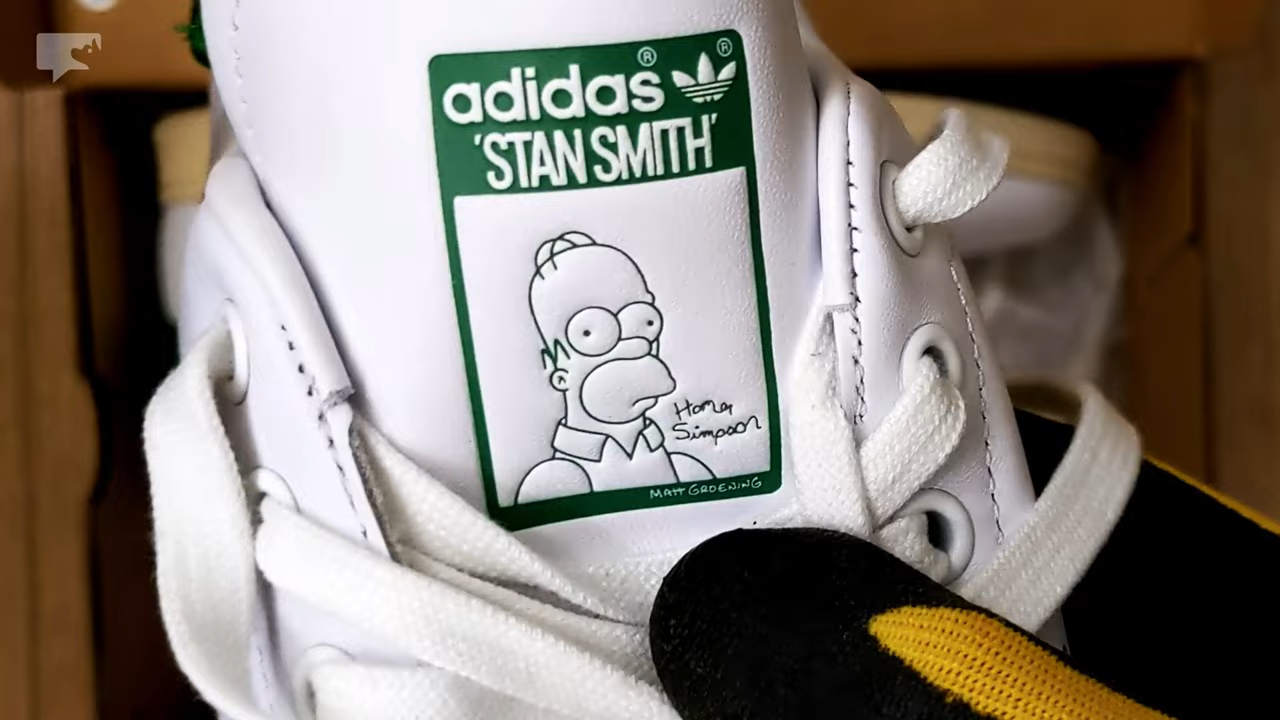 adidas®
®
'STAN SMITH'
Homer
Simpson
MATT GROENING